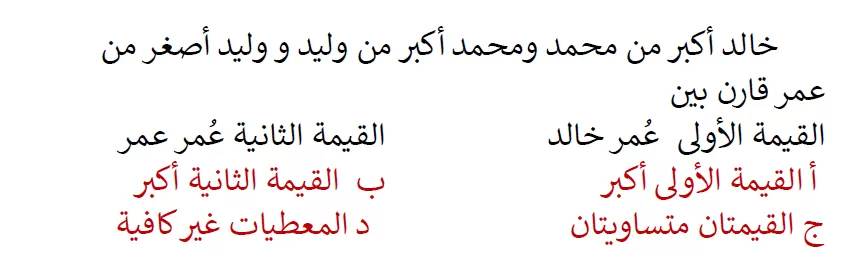 خالد أكبر من محمد ومحمد أكبر من وليد و وليد أصغر من
عمر قارن بين
القيمة الأولى عُمر خالد القيمة الثانية عُمر عمر
أ القيمة الأولى أكبر ب القيمة الثانية أكبر
ج القيمتان متساويتان د المعطيات غير كافية